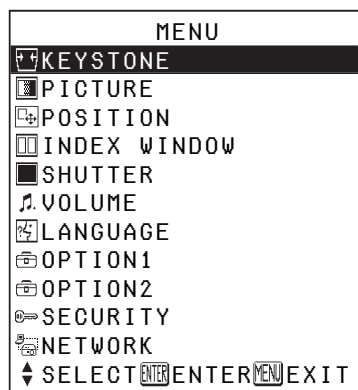 MENU
KEYSTONE
PICTURE
POSITION
INDEX WINDOW
SHUTTER
VOLUME
LANGUAGE
OPTION1
OPTION2
SECURITY
NETWORK
SELECT ENTER ENTER MENU EXIT